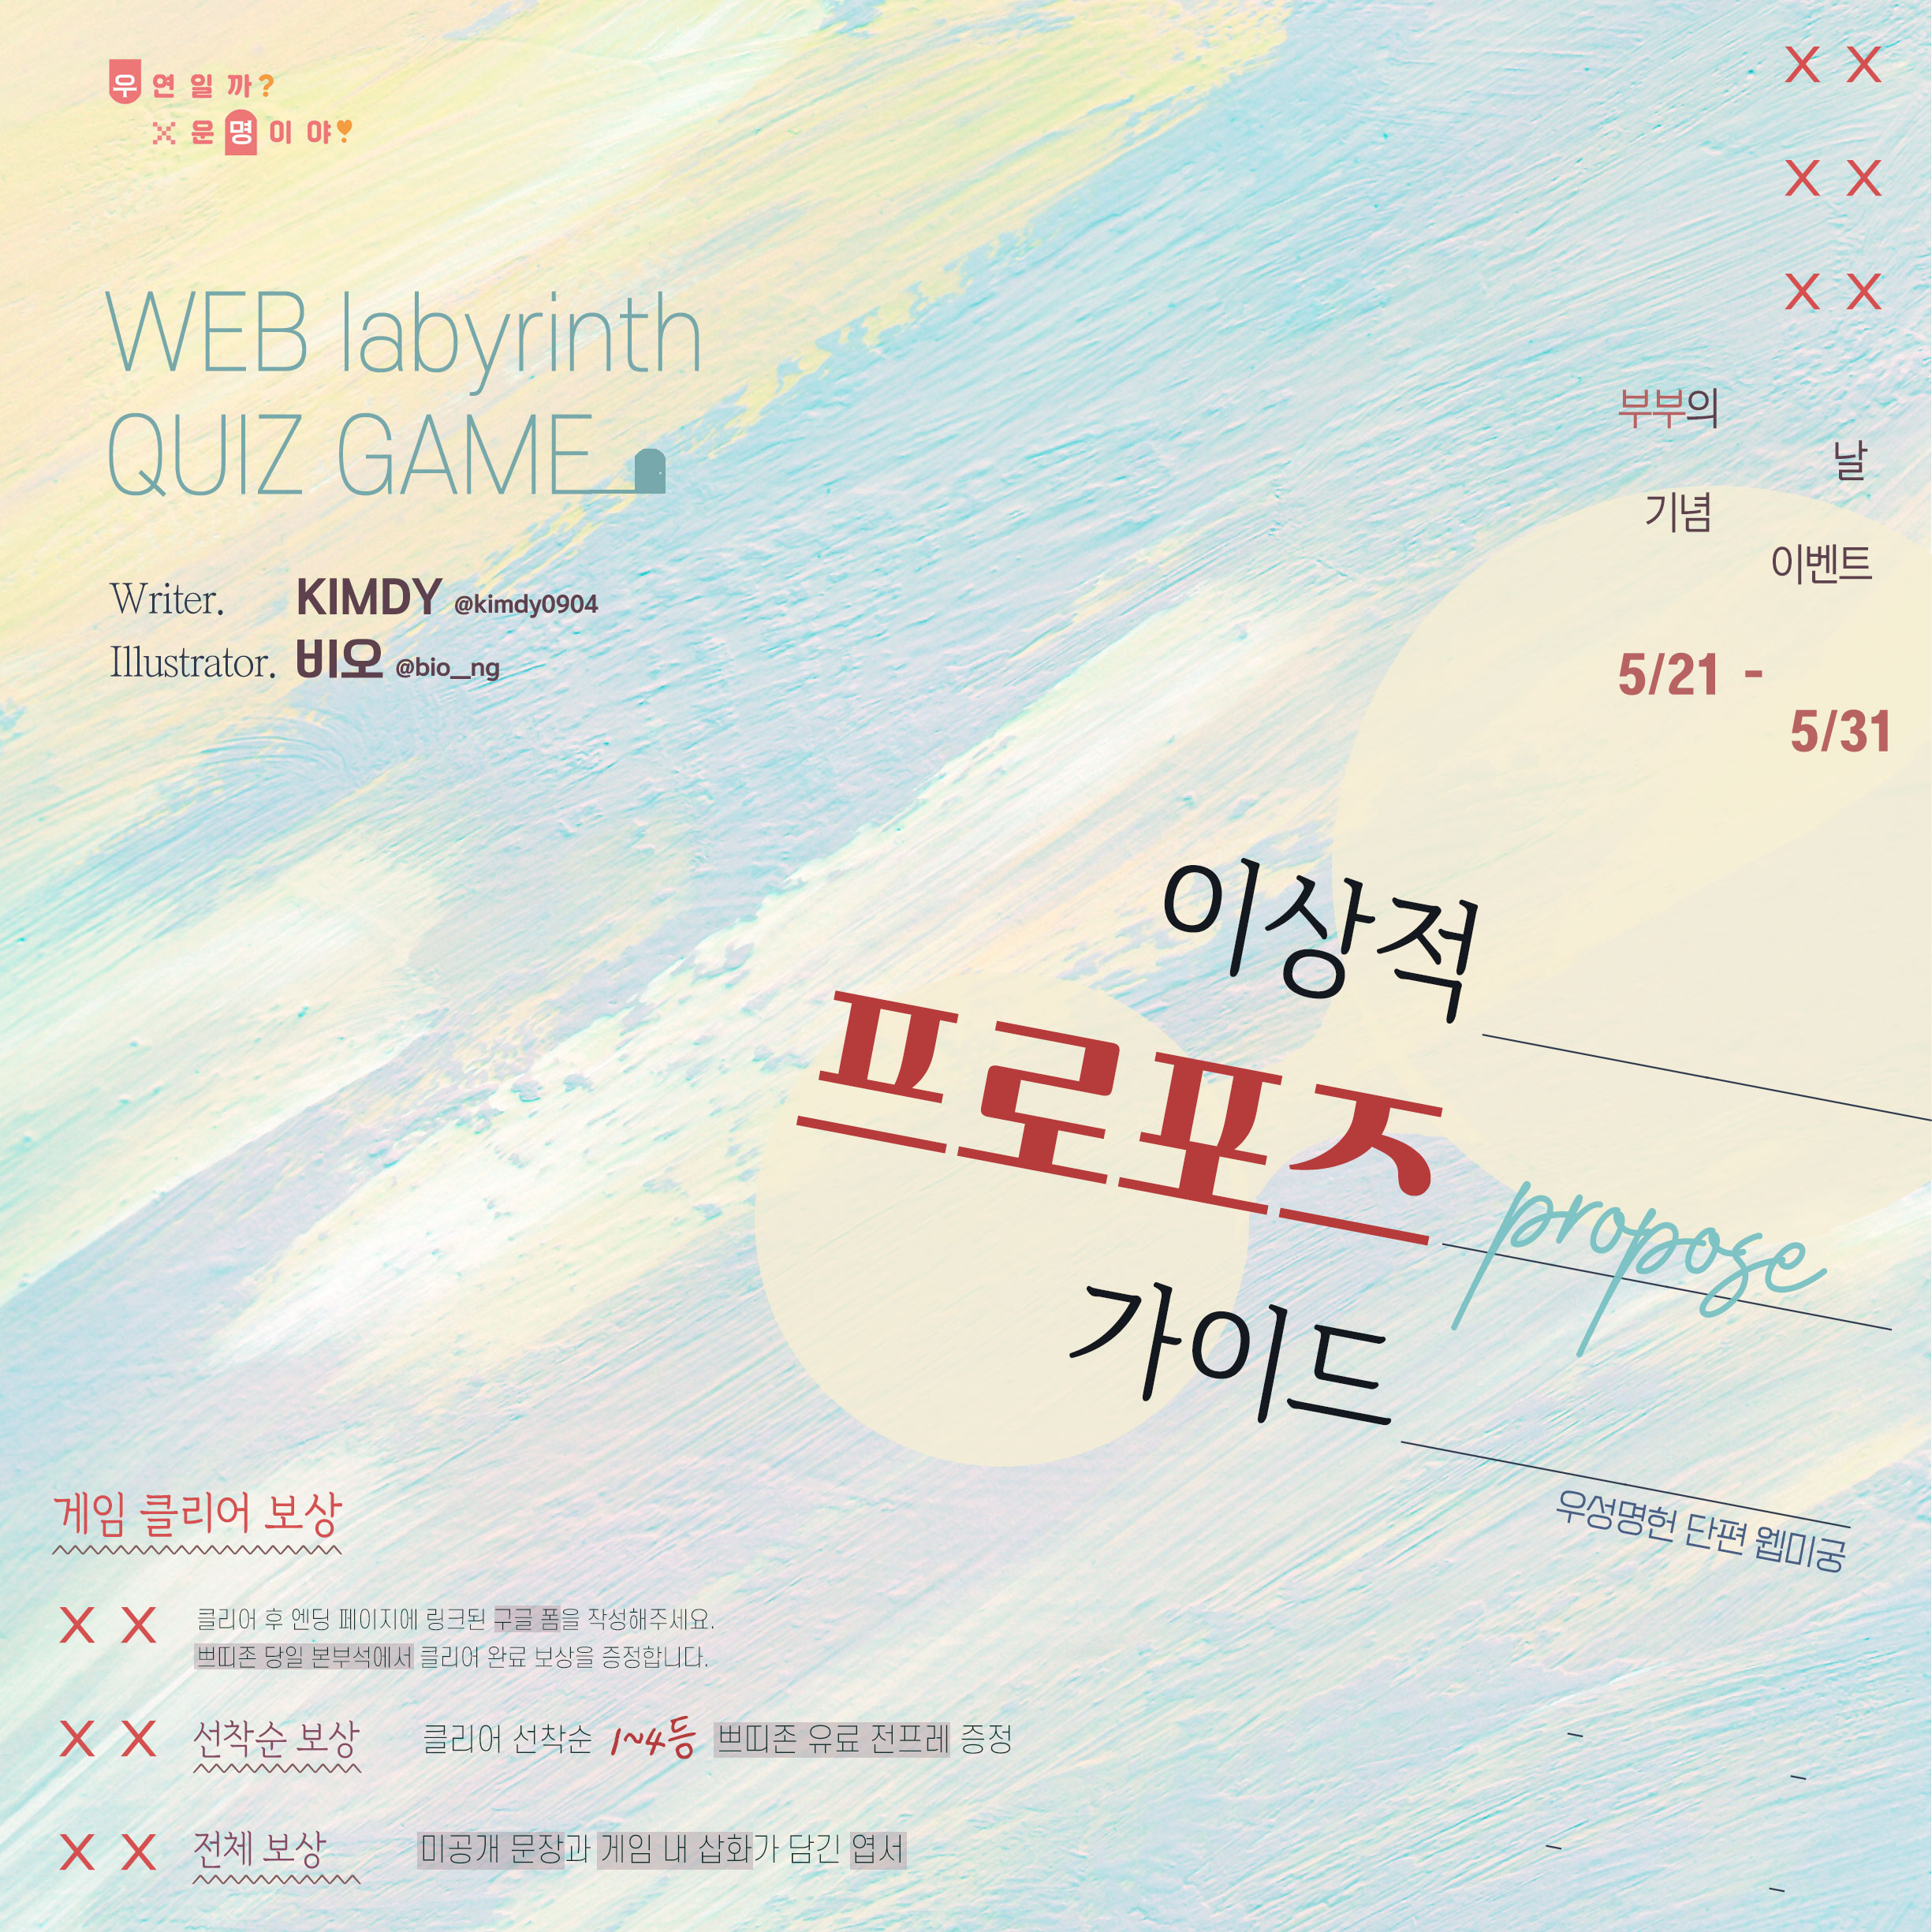 우연일까?
운명이야!
WEB labyrinth
QUIZ GAME
Writer. KIMDY @kimdy0904
Illustrator. 비오 @bio__ng
X X
X X
X X
부부의
날
기념
이벤트
5/21 -
5/31
이상적
프로포즈
propose
가이드
우성명헌 단편 웹미궁
게임 클리어 보상
X X 클리어 후 엔딩 페이지에 링크된 구글 폼을 작성해주세요.
쁘띠존 당일 본부석에서 클리어 완료 보상을 증정합니다.
X X 선착순 보상 클리어 선착순 1~4등 쁘띠존 유료 전프레 증정
X X 전체 보상 미공개 문장과 게임 내 삽화가 담긴 엽서